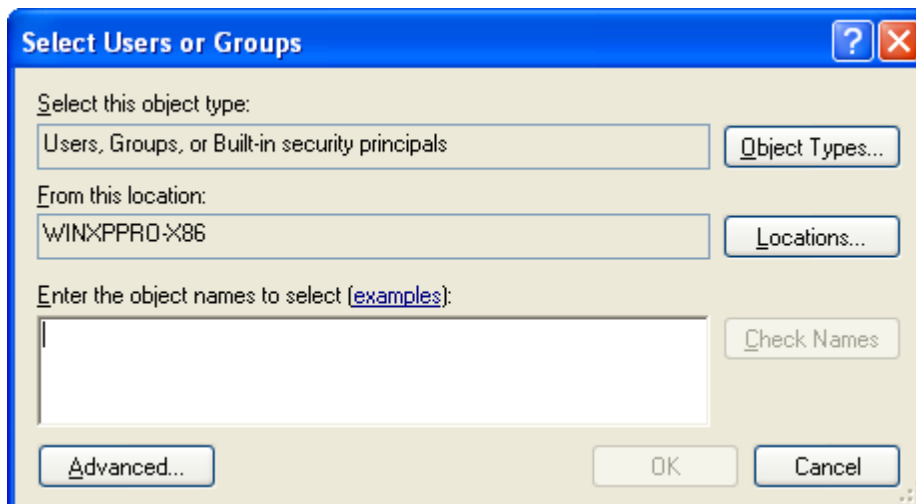 Select Users or Groups
Select this object type:
Users, Groups, or Built-in security principals
Object Types...
From this location:
WINXPPRO-X86
Locations...
Enter the object names to select (examples):
Check Names
Advanced...
OK
Cancel